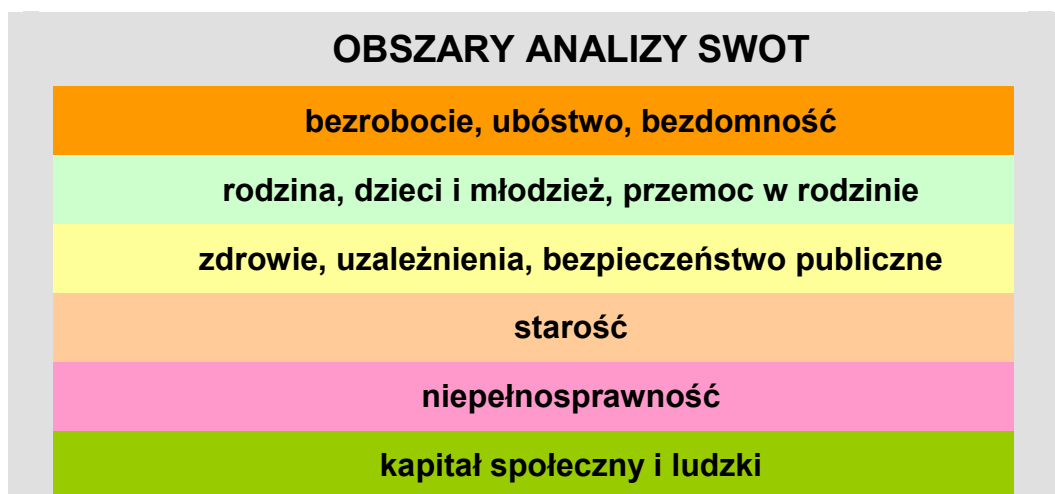 OBSZARY ANALIZY SWOT
bezrobocie, ubóstwo, bezdomność
rodzina, dzieci i młodzież, przemoc w rodzinie
zdrowie, uzależnienia, bezpieczeństwo publiczne
starość
niepełnosprawność
kapitał społeczny i ludzki